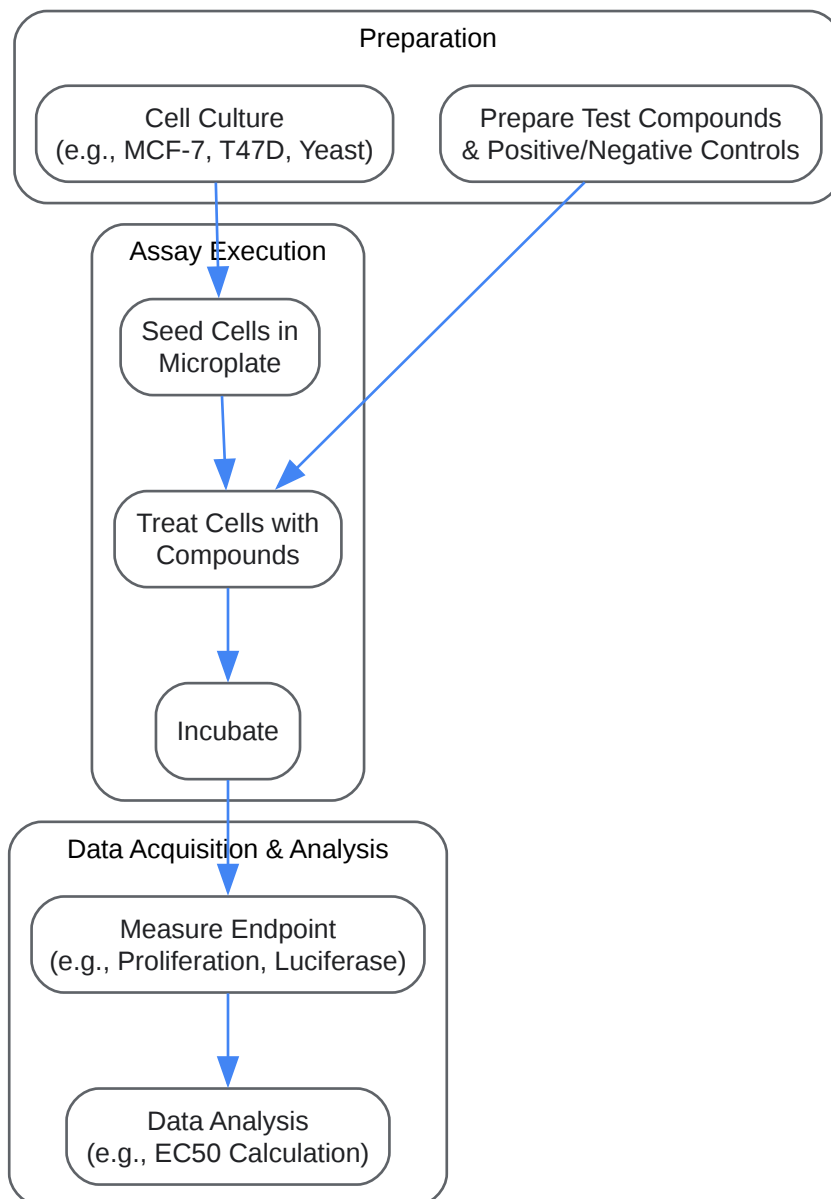 Preparation
Cell Culture
(e.g., MCF-7, T47D, Yeast)
Prepare Test Compounds
& Positive/Negative Controls
Assay Execution
Seed Cells in
Microplate
Treat Cells with
Compounds
Incubate
Data Acquisition & Analysis
Measure Endpoint
(e.g., Proliferation, Luciferase)
Data Analysis
(e.g., EC50 Calculation)